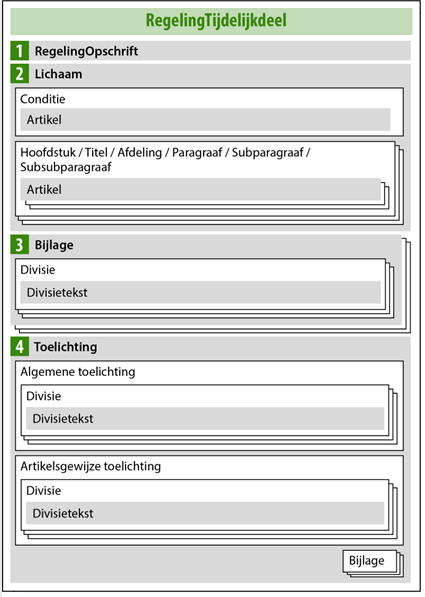 RegelingTijdelijkdeel
1 RegelingOpschrift
2 Lichaam
Conditie
Artikel
Hoofdstuk / Titel / Afdeling / Paragraaf / Subparagraaf /
Subsubparagraaf
Artikel
3 Bijlage
Divisie
Divisietekst
4 Toelichting
Algemene toelichting
Divisie
Divisietekst
Artikelsgewijze toelichting
Divisie
Divisietekst
Bijlage